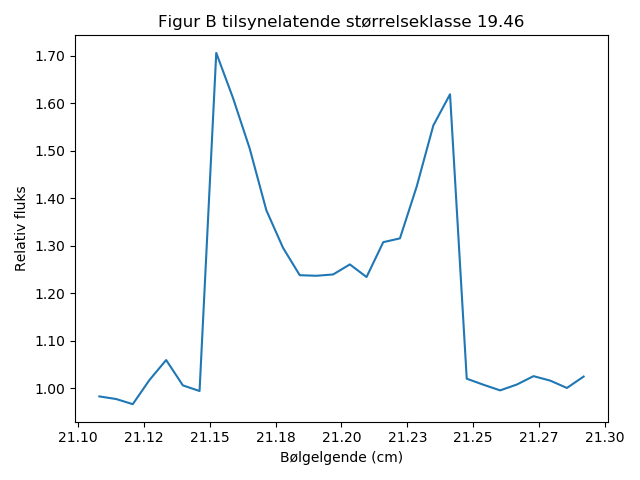 Figur B tilsynelatende størrelseklasse 19.46
1.70
1.60
1.50
1.40
1.30
1.20
1.10
1.00
Relativ fluks
21.10 21.12 21.15 21.18 21.20 21.23 21.25 21.27 21.30
Bølgelgende (cm)